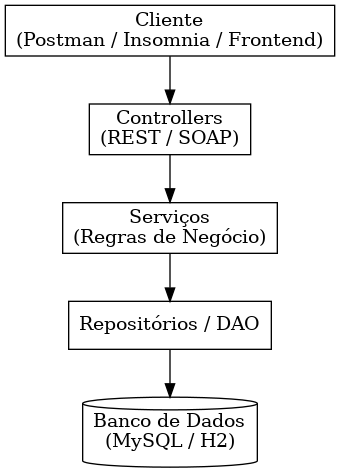 Cliente
(Postman / Insomnia / Frontend)
Controllers
(REST / SOAP)
Serviços
(Regras de Negócio)
Repositórios / DAO
Banco de Dados
(MySQL / H2)